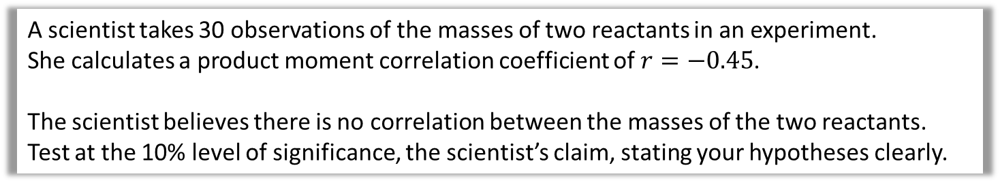 A scientist takes 30 observations of the masses of two reactants in an experiment.
She calculates a product moment correlation coefficient of r = −0.45.
The scientist believes there is no correlation between the masses of the two reactants.
Test at the 10% level of significance, the scientist’s claim, stating your hypotheses clearly.